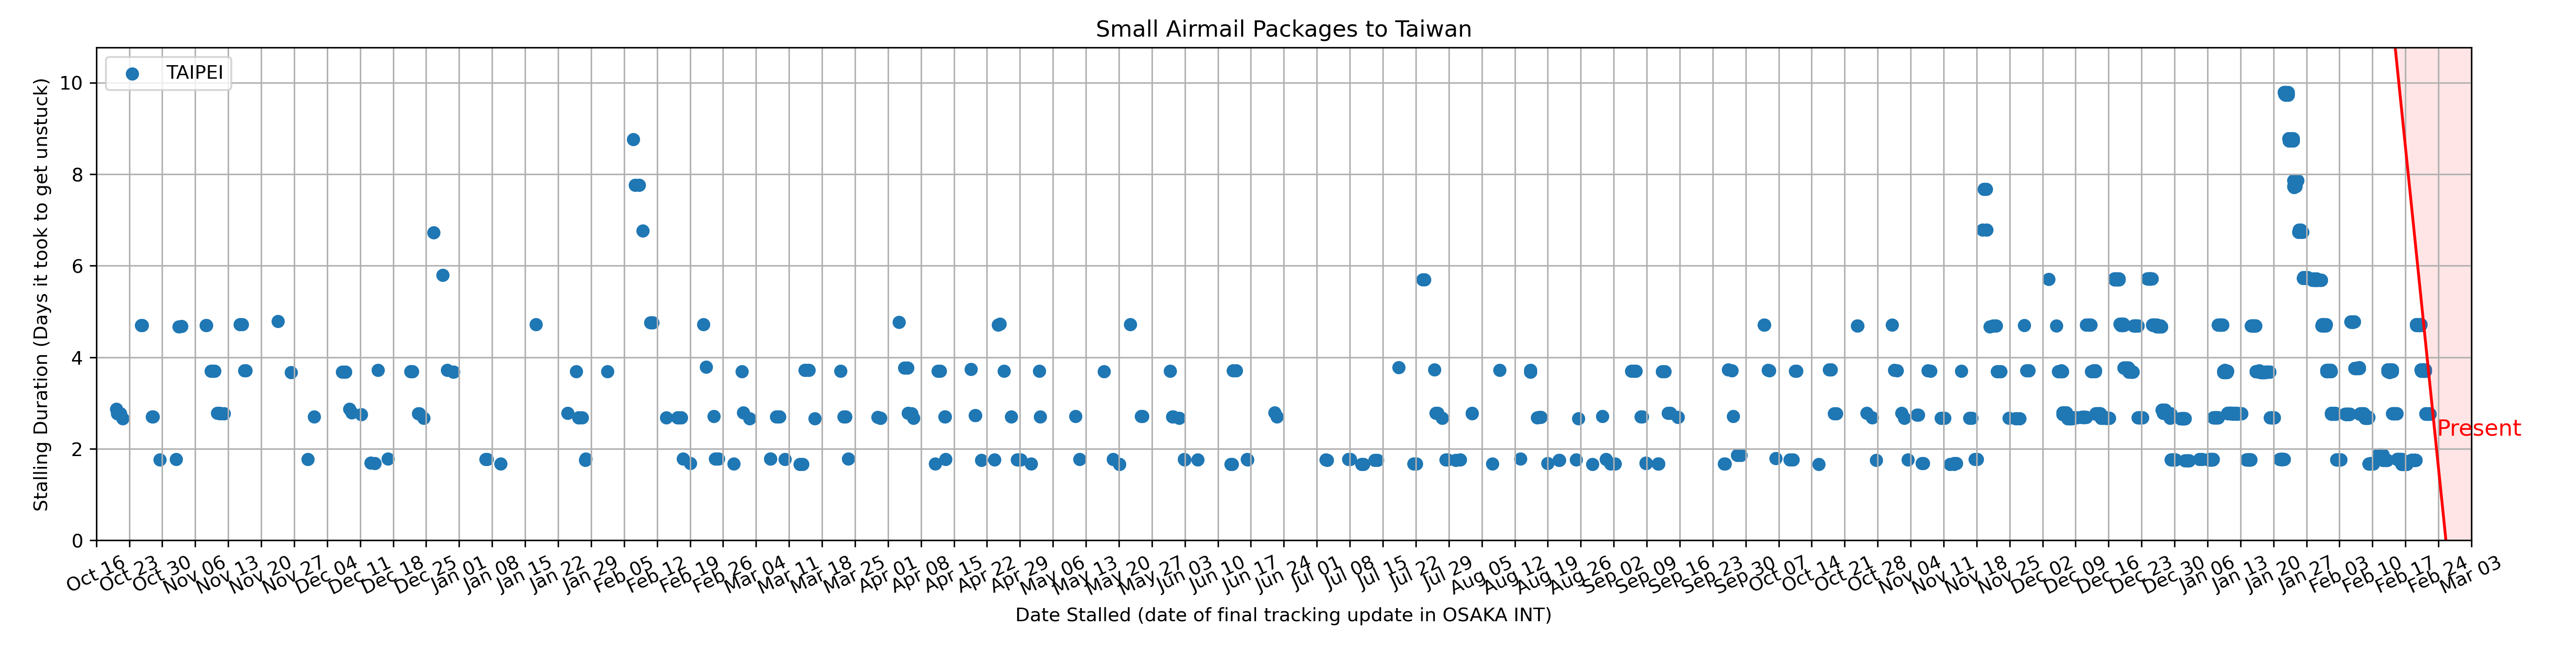 Small Airmail Packages to Taiwan
TAIPEI
Stalling Duration (Days it took to get unstuck)
10
8
6
4
2
0
Present
Oct 16
Oct 23
Oct 30
Nov 06
Nov 13
Nov 20
Nov 27
Dec 04
Dec 11
Dec 18
Dec 25
Jan 01
Jan 08
Jan 15
Jan 22
Jan 29
Feb 05
Feb 12
Feb 19
Feb 26
Mar 04
Mar 11
Mar 18
Mar 25
Apr 01
Apr 08
Apr 15
Apr 22
Apr 29
May 06
May 13
May 20
May 27
Jun 03
Jun 10
Jun 17
Jun 24
Jul 01
Jul 08
Jul 15
Jul 22
Jul 29
Aug 05
Aug 12
Aug 19
Aug 26
Sep 02
Sep 09
Sep 16
Sep 23
Sep 30
Oct 07
Oct 14
Oct 21
Oct 28
Nov 04
Nov 11
Nov 18
Nov 25
Dec 02
Dec 09
Dec 16
Dec 23
Dec 30
Jan 06
Jan 13
Jan 20
Jan 27
Feb 03
Feb 10
Feb 17
Feb 24
Mar 03
Date Stalled (date of final tracking update in OSAKA INT)